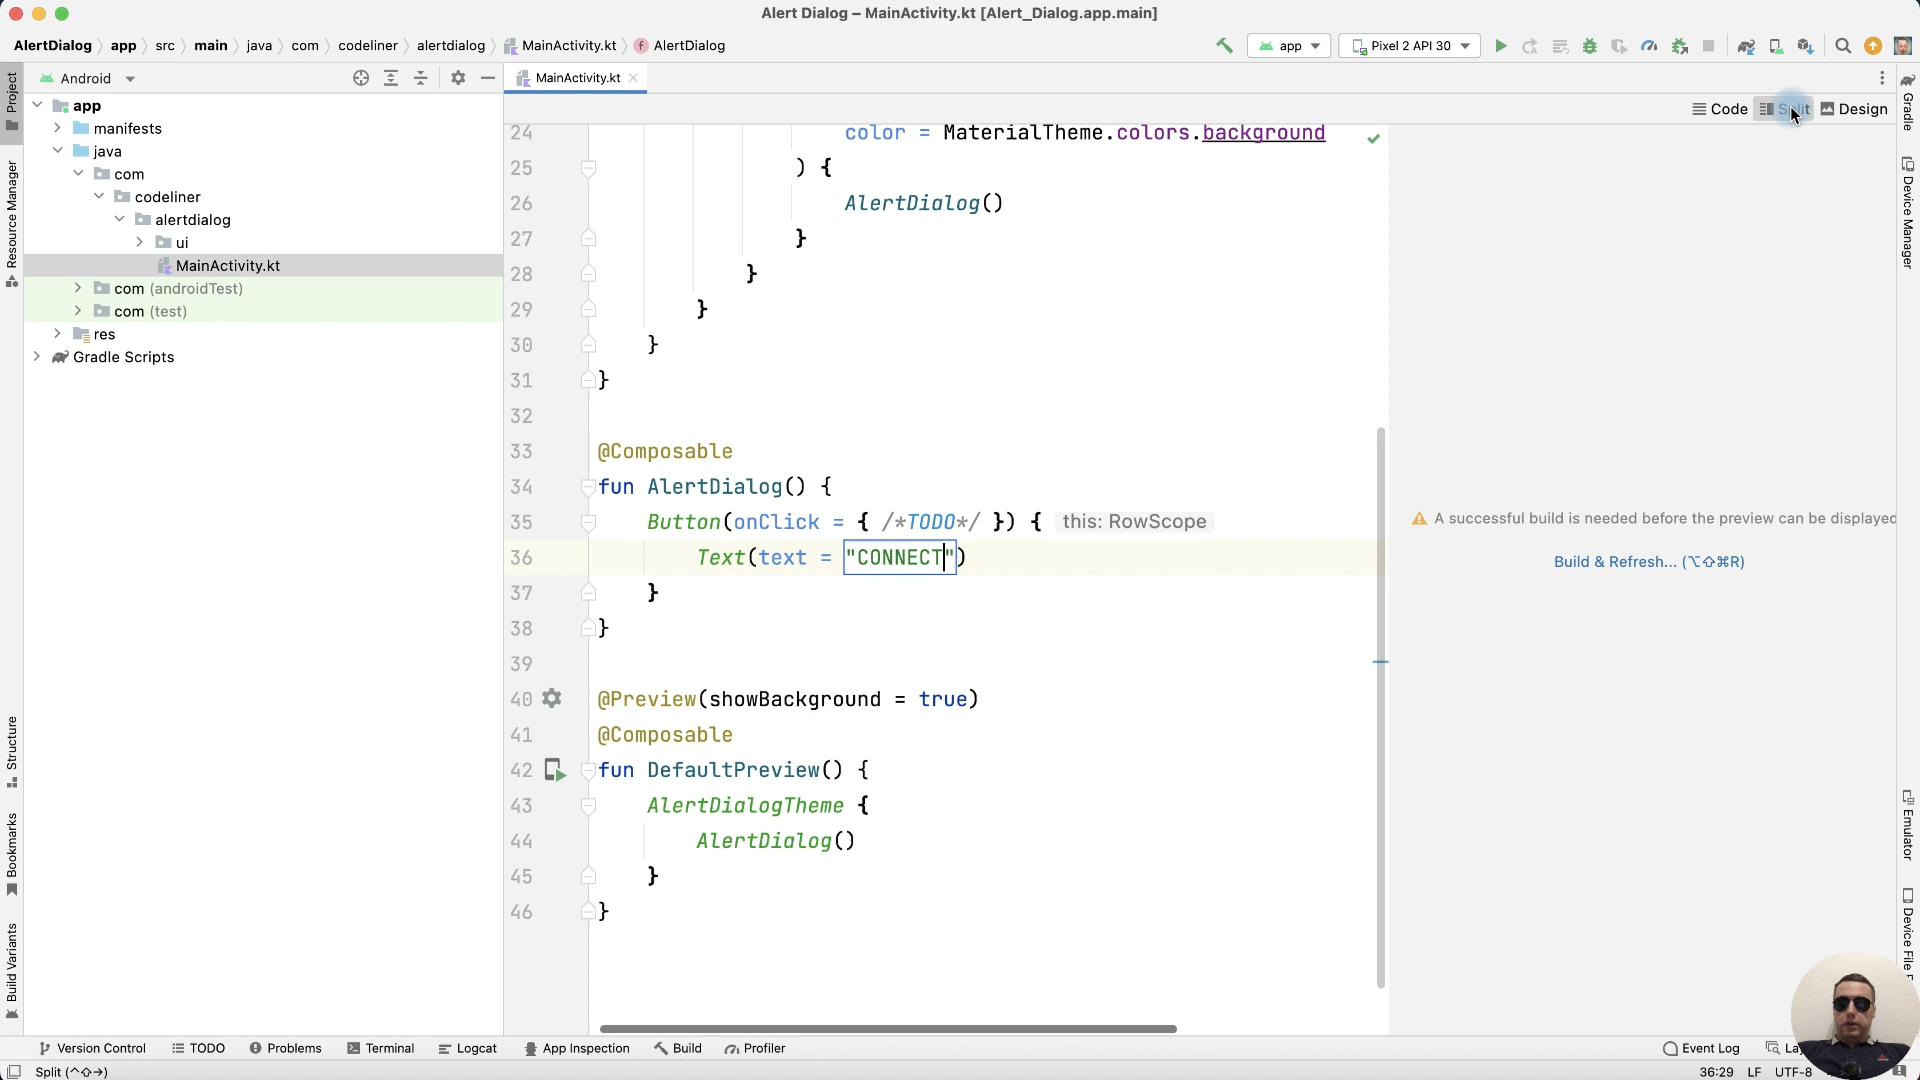 Alert Dialog – MainActivity.kt [Alert_Dialog.app.main]
AlertDialog app src main java com codeliner alertdialog MainActivity.kt AlertDialog
app Pixel 2 API 30
Android
MainActivity.kt
Code Split Design
Project
Resource Manager
Structure
Bookmarks
Build Variants
app
manifests
java
com
codeliner
alertdialog
ui
MainActivity.kt
com (androidTest)
com (test)
res
Gradle Scripts
24 color = MaterialTheme.colors.background
25 ) {
26 AlertDialog()
27 }
28 }
29 }
30 }
31 }
32
33 @Composable
34 fun AlertDialog() {
35 Button(onClick = { /*TODO*/ }) { this: RowScope
36 Text(text = "CONNECT")
37 }
38 }
39
40 @Preview(showBackground = true)
41 @Composable
42 fun DefaultPreview() {
43 AlertDialogTheme {
44 AlertDialog()
45 }
46 }
A successful build is needed before the preview can be displayed
Build & Refresh... (⌥⇧⌘R)
Gradle
Device Manager
Emulator
Device File
Version Control TODO Problems Terminal Logcat App Inspection Build Profiler Event Log
Split (^⇧→) 36:29 LF UTF-8